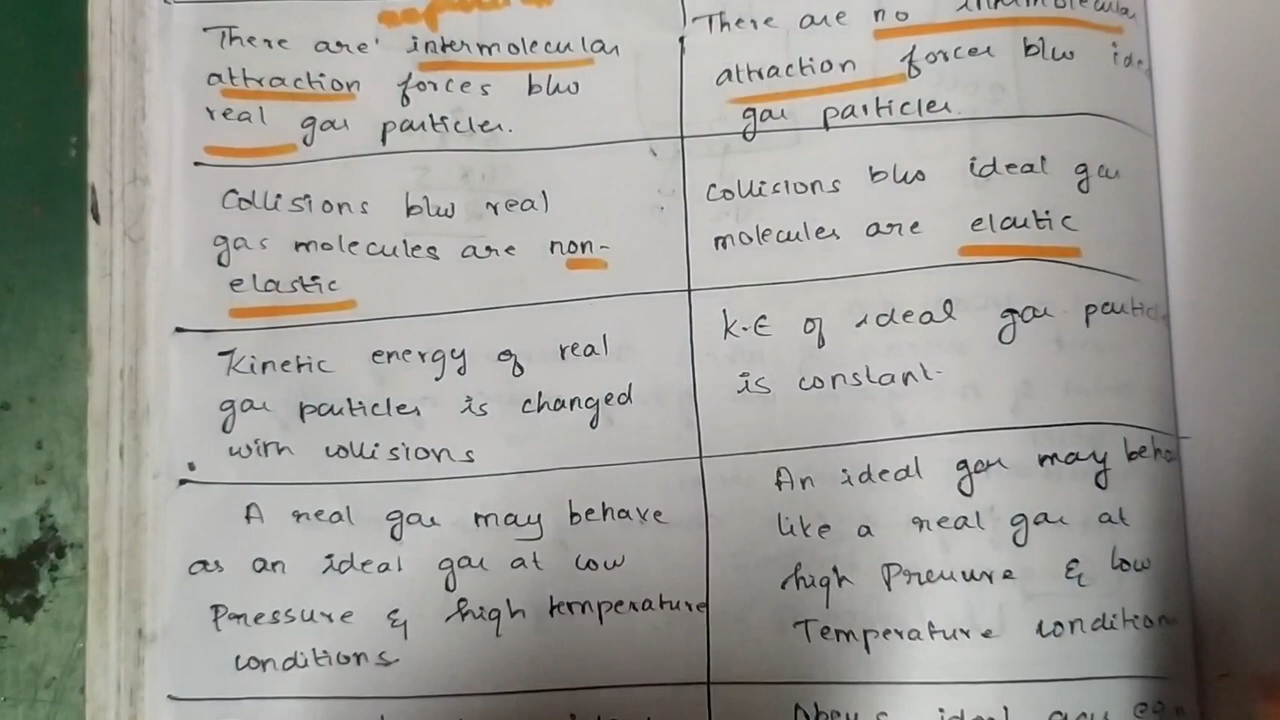 There are intermolecular
attraction forces b/w
real gas particles.
There are no intermolecular
attraction forces b/w
gas particles.
Collisions b/w real
gas molecules are non-
elastic
Collisions b/w ideal gas
molecules are elastic
Kinetic energy of real
gas particles is changed
with collisions
K.E of ideal gas
is constant.
A real gas may behave
as an ideal gas at low
Pressure & high temperature
conditions
An ideal gas may
like a real gas at
high Pressure & low
Temperature condition
ideal gas